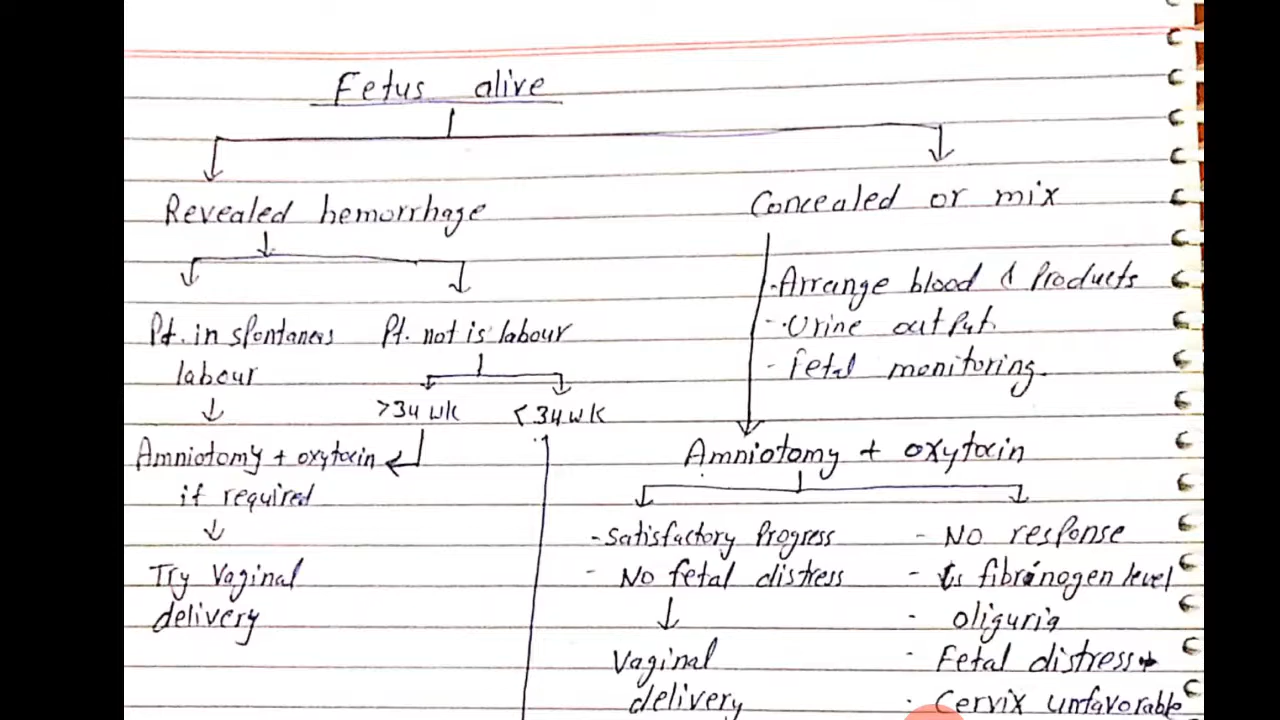 Fetus alive
Revealed hemorrhage
Concealed or mix
- Arrange blood & Products
- Urine output.
- Fetal monitoring.
Pt. in spontaneas
labour
Pt. not is labour
>34 wk
<34 wk
Amniotomy + oxytocin
if required
Try Vaginal
delivery
Amniotomy + oxytocin
- Satisfactory Progress
- No fetal distress
Vaginal
delivery
- No response
- fibrinogen level
- oliguria
- Fetal distress
- Cervix unfavorable